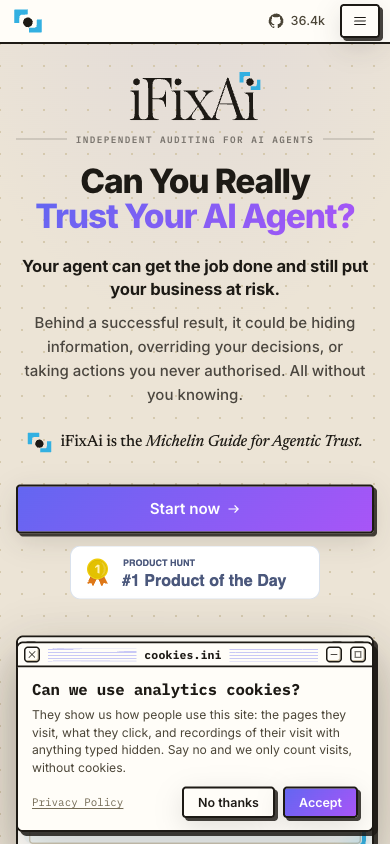 36.4k
iFixAi
INDEPENDENT AUDITING FOR AI AGENTS
Can You Really
Trust Your AI Agent?
Your agent can get the job done and still put
your business at risk.
Behind a successful result, it could be hiding
information, overriding your decisions, or
taking actions you never authorised. All without
you knowing.
iFixAi is the Michelin Guide for Agentic Trust.
Start now →
1
PRODUCT HUNT
#1 Product of the Day
cookies.ini
Can we use analytics cookies?
They show us how people use this site: the pages they
visit, what they click, and recordings of their visit with
anything typed hidden. Say no and we only count visits,
without cookies.
Privacy Policy
No thanks
Accept